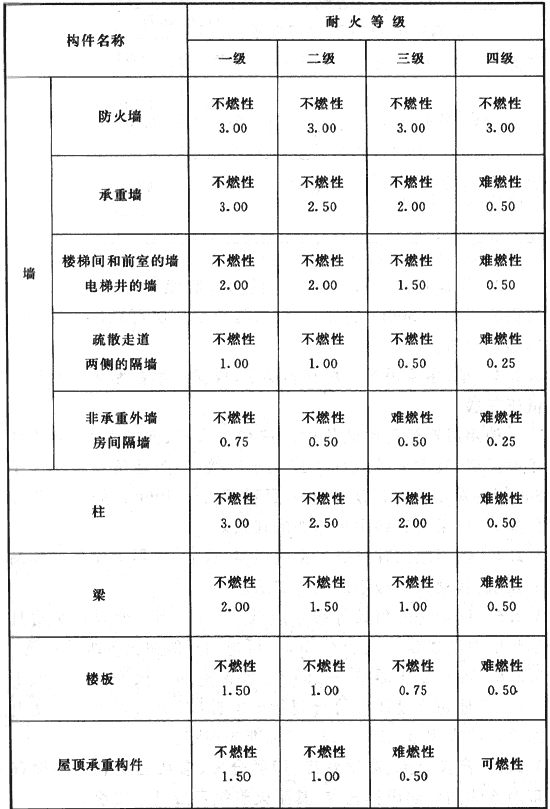 构件名称
耐火等级
一级 二级 三级 四级
墙
防火墙
不燃性 不燃性 不燃性 不燃性
3.00 3.00 3.00 3.00
承重墙
不燃性 不燃性 不燃性 难燃性
3.00 2.50 2.00 0.50
楼梯间和前室的墙 不燃性 不燃性 不燃性 难燃性
电梯井的墙 2.00 2.00 1.50 0.50
疏散走道 不燃性 不燃性 不燃性 难燃性
两侧的隔墙 1.00 1.00 0.50 0.25
非承重外墙 不燃性 不燃性 难燃性 难燃性
房间隔墙 0.75 0.50 0.50 0.25
柱
不燃性 不燃性 不燃性 难燃性
3.00 2.50 2.00 0.50
梁
不燃性 不燃性 不燃性 难燃性
2.00 1.50 1.00 0.50
楼板
不燃性 不燃性 不燃性 难燃性
1.50 1.00 0.75 0.50
屋顶承重构件
不燃性 不燃性 难燃性 可燃性
1.50 1.00 0.50